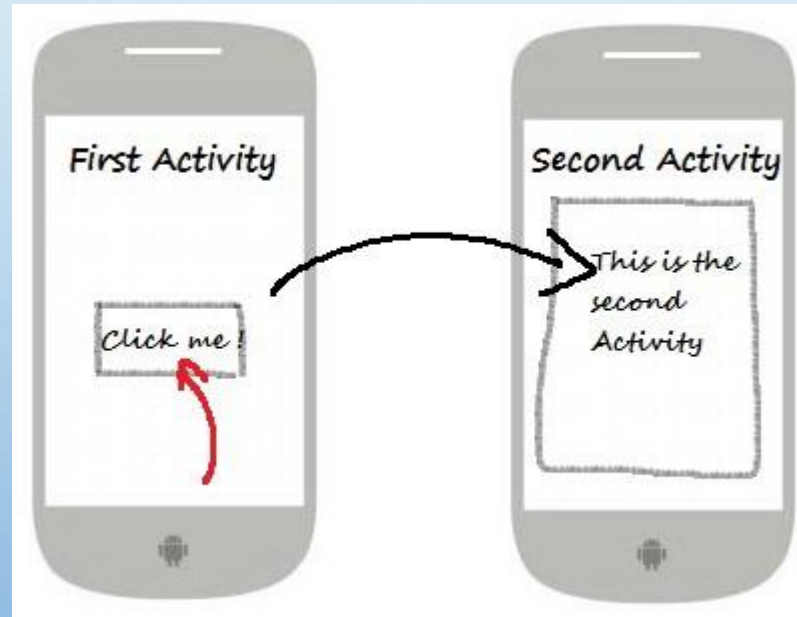 First Activity
Click me !
Second Activity
This is the
second
Activity